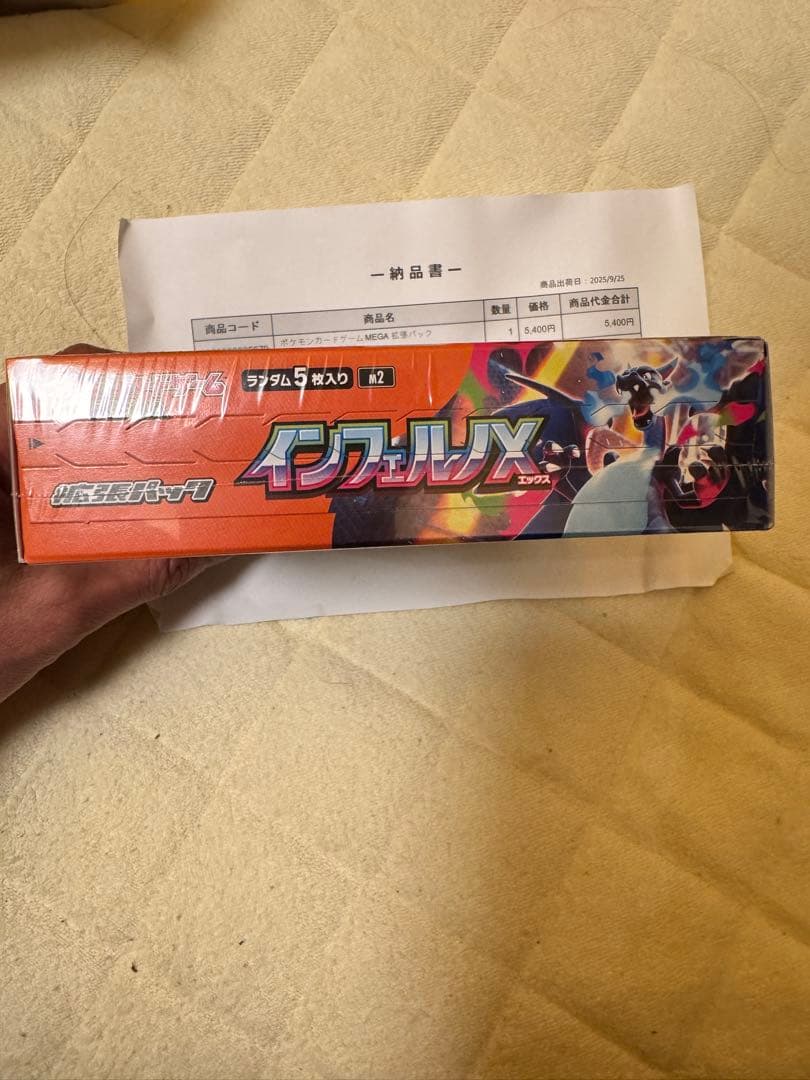 ー納品書ー
商品出荷日：2025/9/25
商品コード 商品名 数量 価格 商品代金合計
ポケモンカードゲームMEGA 拡張パック 1 5,400円 5,400円
ランダム5枚入り M2
拡張パック
インフェルノX
エックス